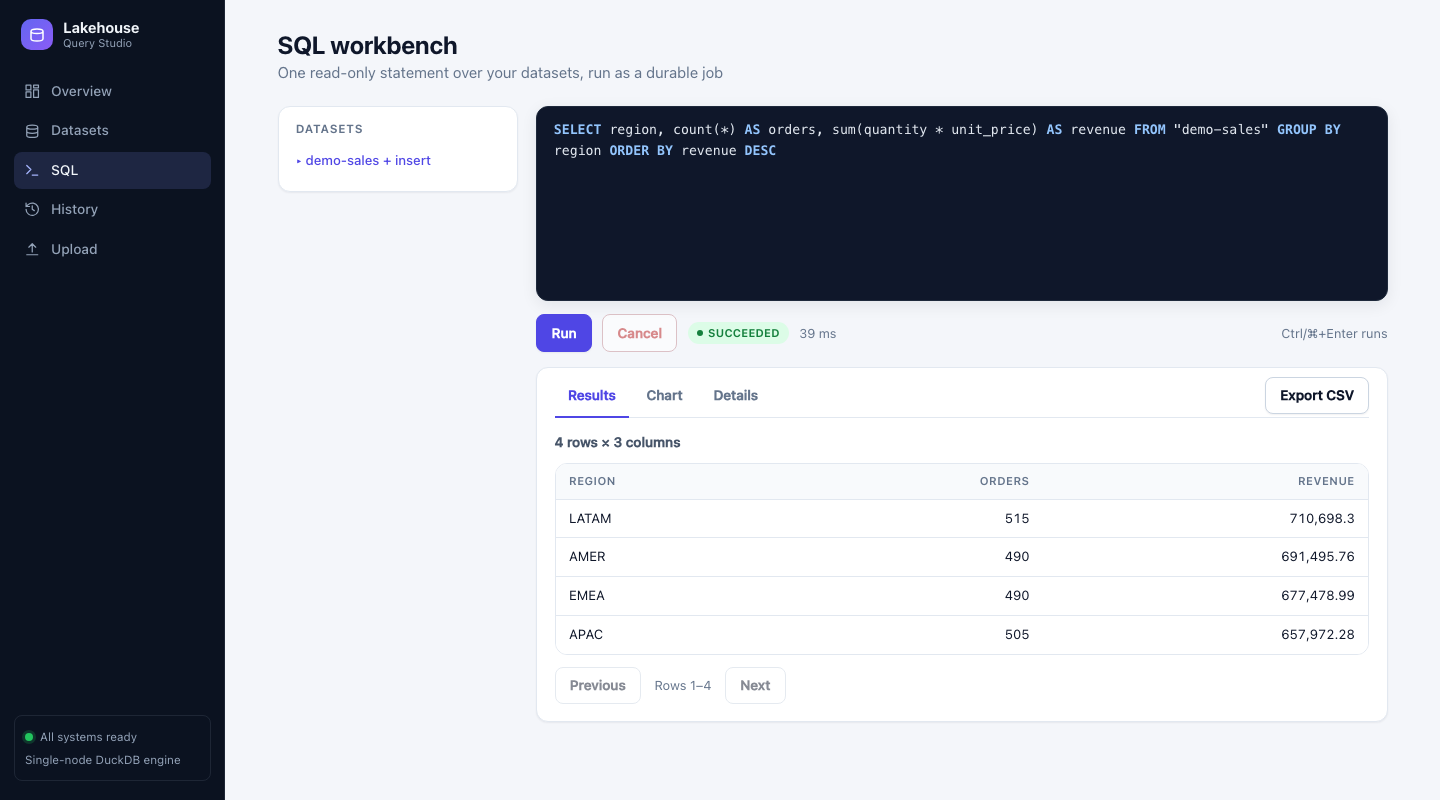 Lakehouse
Query Studio
Overview
Datasets
SQL
History
Upload
All systems ready
Single-node DuckDB engine
SQL workbench
One read-only statement over your datasets, run as a durable job
DATASETS
▸ demo-sales + insert
SELECT region, count(*) AS orders, sum(quantity * unit_price) AS revenue FROM "demo-sales" GROUP BY
region ORDER BY revenue DESC
Run Cancel SUCCEEDED 39 ms Ctrl/⌘+Enter runs
Results Chart Details Export CSV
4 rows × 3 columns
REGION ORDERS REVENUE
LATAM 515 710,698.3
AMER 490 691,495.76
EMEA 490 677,478.99
APAC 505 657,972.28
Previous Rows 1–4 Next